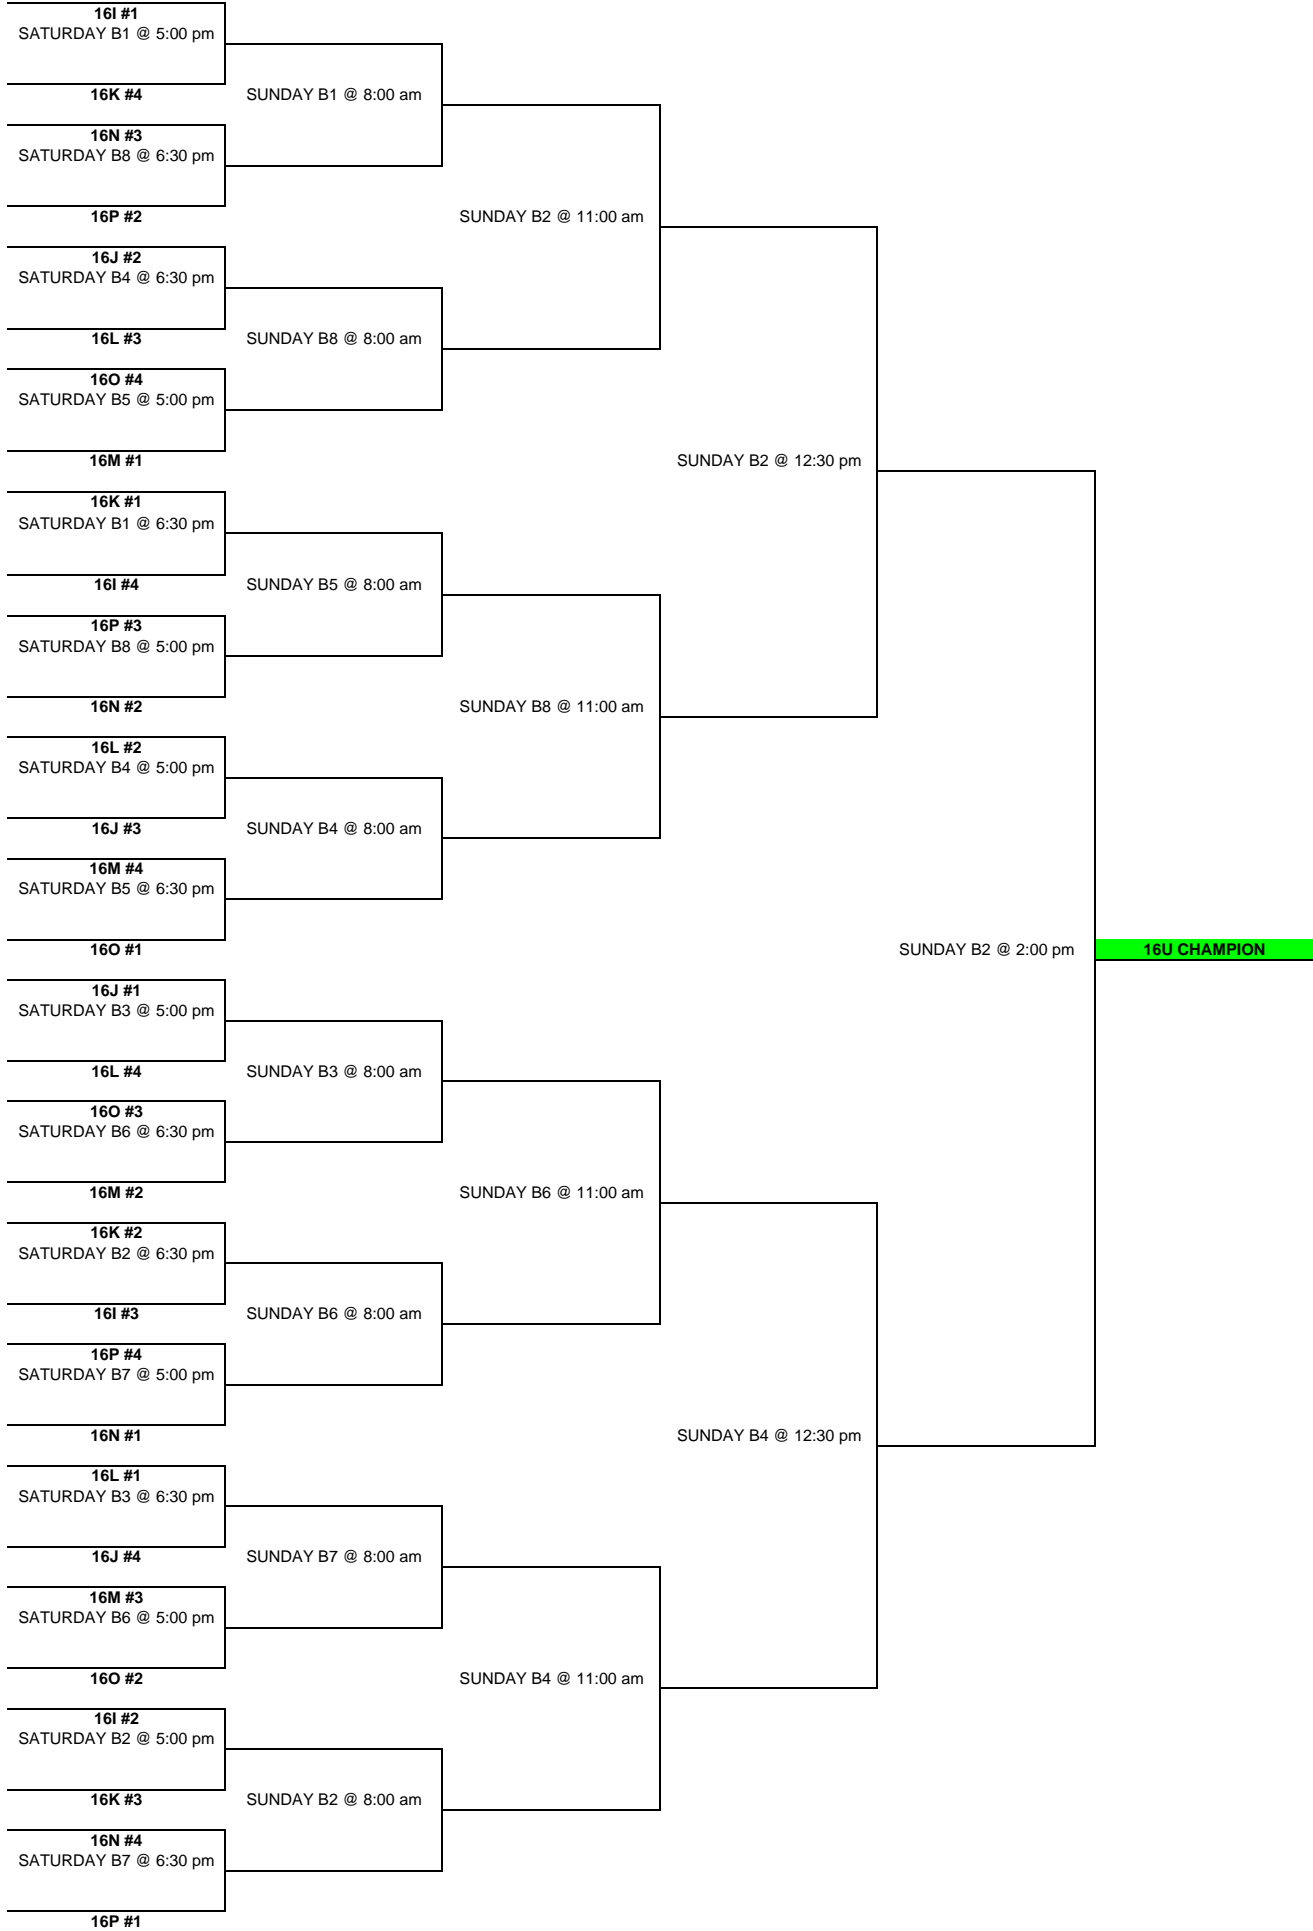 16I #1
SATURDAY B1 @ 5:00 pm
16K #4
SUNDAY B1 @ 8:00 am
16N #3
SATURDAY B8 @ 6:30 pm
16P #2
SUNDAY B2 @ 11:00 am
16J #2
SATURDAY B4 @ 6:30 pm
16L #3
SUNDAY B8 @ 8:00 am
16O #4
SATURDAY B5 @ 5:00 pm
16M #1
SUNDAY B2 @ 12:30 pm
16K #1
SATURDAY B1 @ 6:30 pm
16I #4
SUNDAY B5 @ 8:00 am
16P #3
SATURDAY B8 @ 5:00 pm
16N #2
SUNDAY B8 @ 11:00 am
16L #2
SATURDAY B4 @ 5:00 pm
16J #3
SUNDAY B4 @ 8:00 am
16M #4
SATURDAY B5 @ 6:30 pm
16O #1
SUNDAY B2 @ 2:00 pm
16U CHAMPION
16J #1
SATURDAY B3 @ 5:00 pm
16L #4
SUNDAY B3 @ 8:00 am
16O #3
SATURDAY B6 @ 6:30 pm
16M #2
SUNDAY B6 @ 11:00 am
16K #2
SATURDAY B2 @ 6:30 pm
16I #3
SUNDAY B6 @ 8:00 am
16P #4
SATURDAY B7 @ 5:00 pm
16N #1
SUNDAY B4 @ 12:30 pm
16L #1
SATURDAY B3 @ 6:30 pm
16J #4
SUNDAY B7 @ 8:00 am
16M #3
SATURDAY B6 @ 5:00 pm
16O #2
SUNDAY B4 @ 11:00 am
16I #2
SATURDAY B2 @ 5:00 pm
16K #3
SUNDAY B2 @ 8:00 am
16N #4
SATURDAY B7 @ 6:30 pm
16P #1